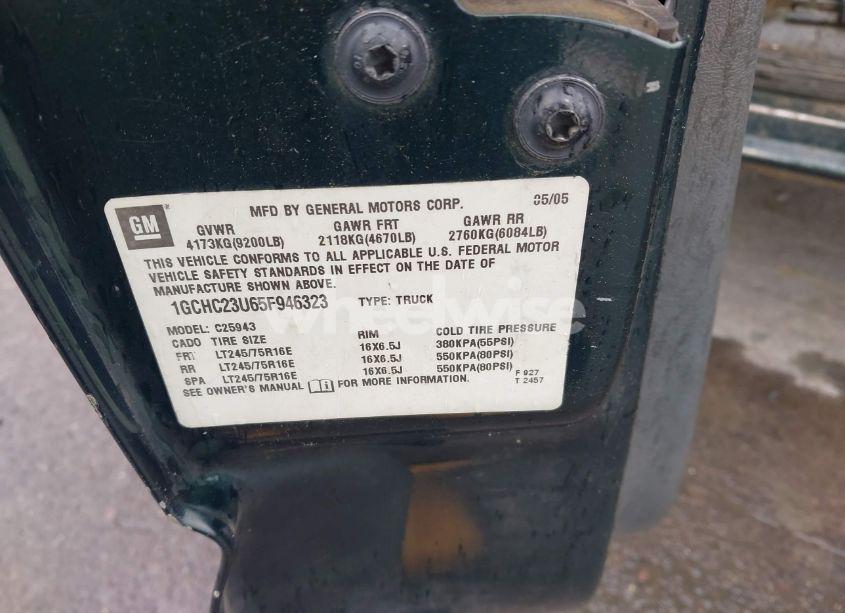 GM
MFD BY GENERAL MOTORS CORP. 05/05
GVWR GAWR FRT GAWR RR
4173KG(9200LB) 2118KG(4670LB) 2760KG(6084LB)
THIS VEHICLE CONFORMS TO ALL APPLICABLE U.S. FEDERAL MOTOR
VEHICLE SAFETY STANDARDS IN EFFECT ON THE DATE OF
MANUFACTURE SHOWN ABOVE.
1GCHC23U65F946323 TYPE: TRUCK
wheelwise
MODEL: C25943
CADO TIRE SIZE RIM COLD TIRE PRESSURE
FRT LT245/75R16E 16X6.5J 380KPA(55PSI)
RR LT245/75R16E 16X6.5J 550KPA(80PSI)
SPA LT245/75R16E 16X6.5J 550KPA(80PSI)
SEE OWNER'S MANUAL FOR MORE INFORMATION.
F 927
T 2457